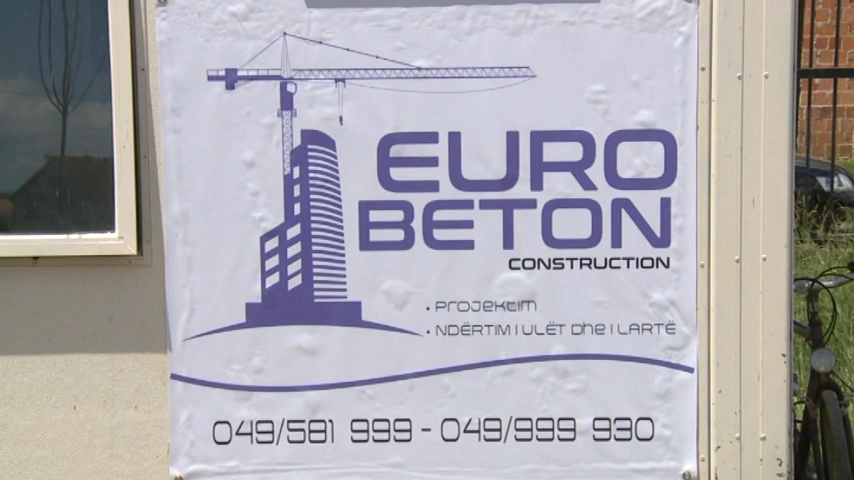 EURO
BETON
CONSTRUCTION
• PROJEKTIM
• NDËRTIM I ULËT DHE I LARTË
049/581 999 - 049/999 930